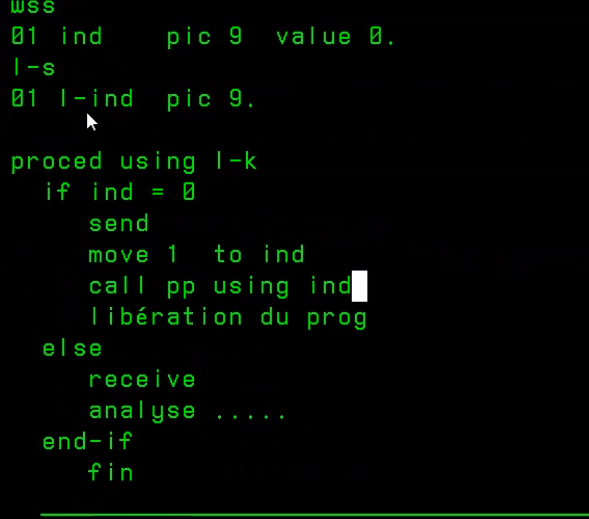 wss
01 ind    pic 9  value 0.
l-s
01 l-ind  pic 9.
proced using l-k
if ind = 0
send
move 1  to ind
call pp using ind
libération du prog
else
receive
analyse .....
end-if
fin